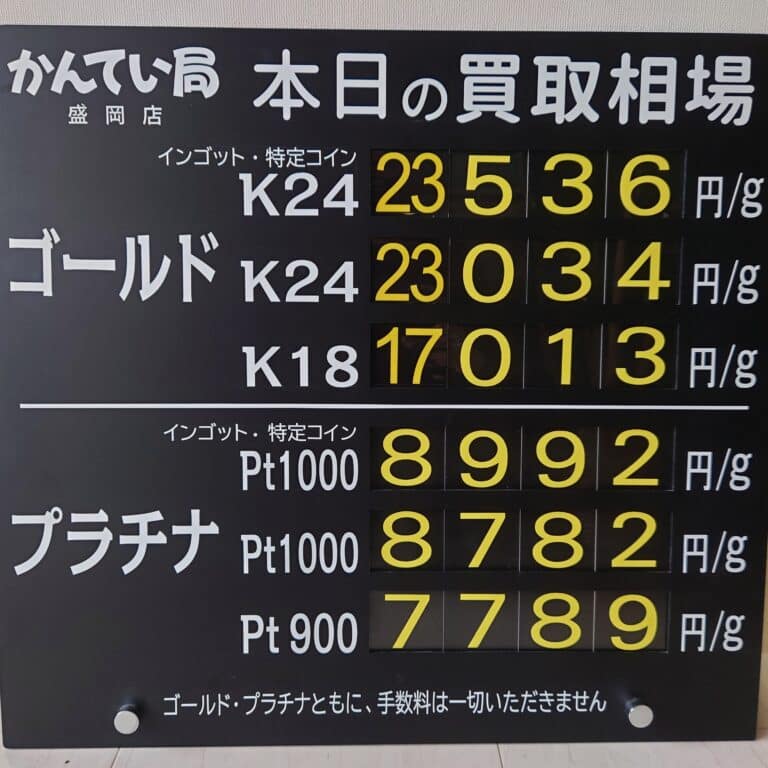 かんてい局 本日の買取相場
盛岡店
インゴット・特定コイン
K24 23536 円/g
ゴールド K24 23034 円/g
K18 17013 円/g
インゴット・特定コイン
Pt1000 8992 円/g
プラチナ Pt1000 8782 円/g
Pt900 7789 円/g
ゴールド・プラチナともに、手数料は一切いただきません